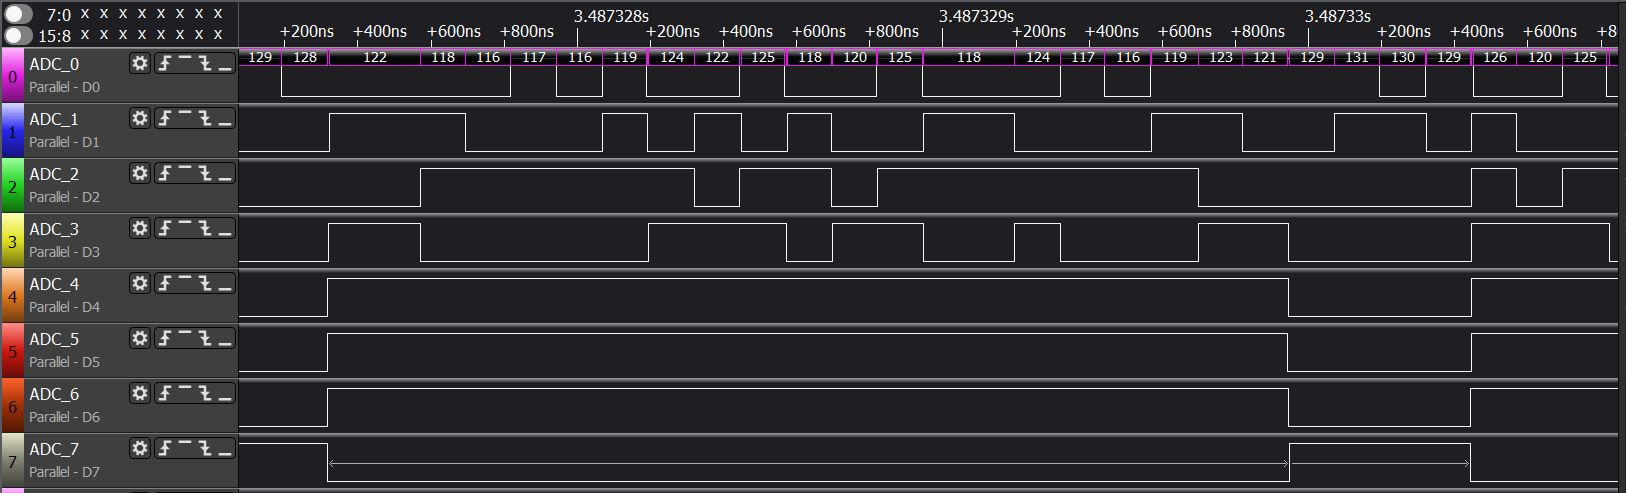 7:0 X X X X X X X X
15:8 X X X X X X X X
3.487328s 3.487329s 3.48733s
+200ns +400ns +600ns +800ns +200ns +400ns +600ns +800ns +200ns +400ns +600ns +800ns +200ns +400ns +600ns +8
129 128 122 118 116 117 116 119 124 122 125 118 120 125 118 124 117 116 119 123 121 129 131 130 129 126 120 125
0 ADC_0
Parallel - D0
1 ADC_1
Parallel - D1
2 ADC_2
Parallel - D2
3 ADC_3
Parallel - D3
4 ADC_4
Parallel - D4
5 ADC_5
Parallel - D5
6 ADC_6
Parallel - D6
7 ADC_7
Parallel - D7